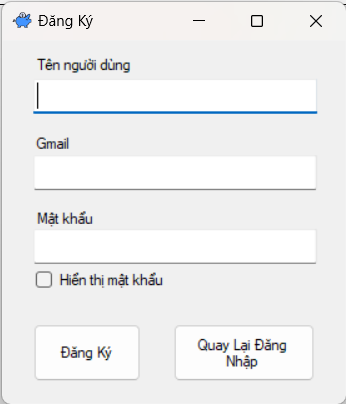 Đăng Ký
Tên người dùng
Gmail
Mật khẩu
Hiển thị mật khẩu
Đăng Ký
Quay Lại Đăng
Nhập